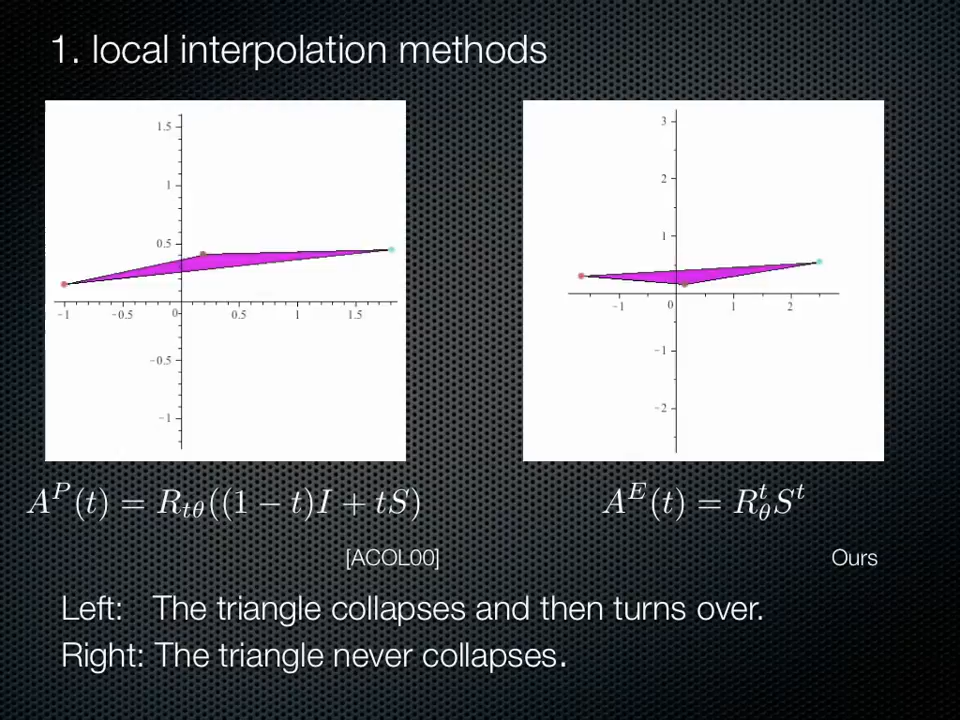 1. local interpolation methods
1.5
1
0.5
−1 −0.5 0 0.5 1 1.5
−0.5
−1
3
2
1
−1 0 1 2
−1
−2
A^P(t) = R_{tθ}((1 − t)I + tS)
A^E(t) = R_θ^t S^t
[ACOL00]
Ours
Left: The triangle collapses and then turns over.
Right: The triangle never collapses.